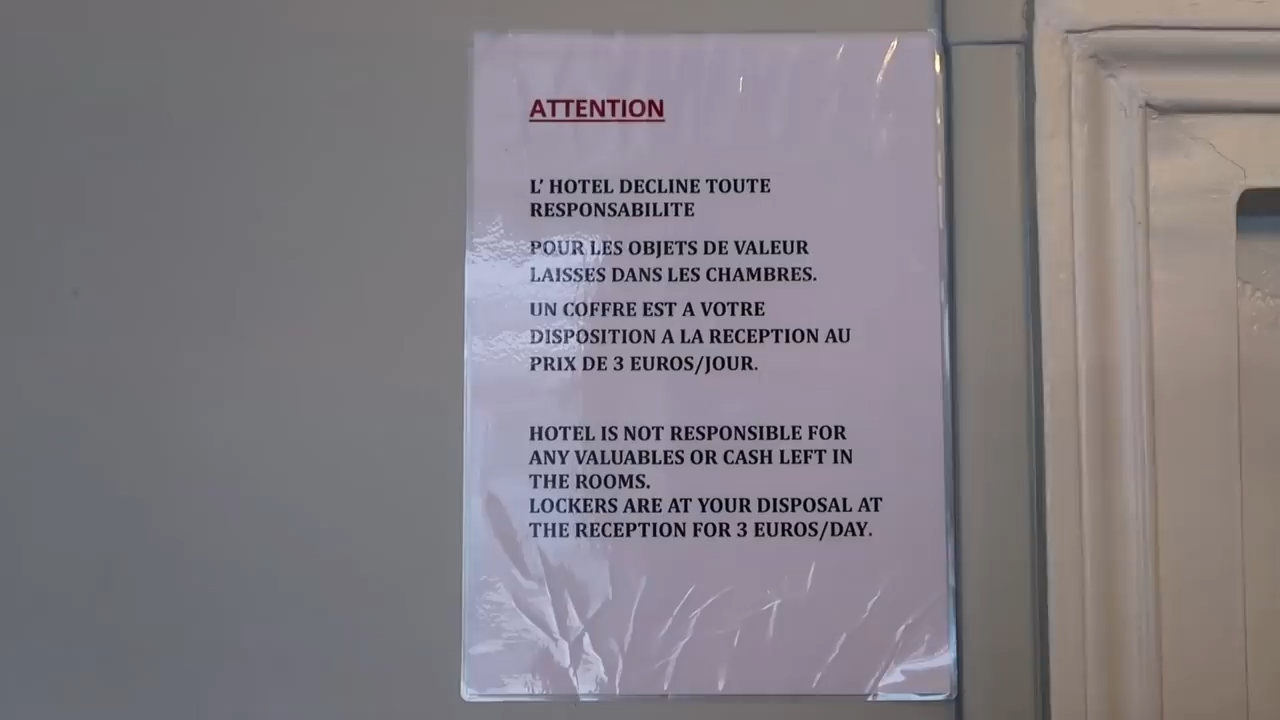 ATTENTION
L' HOTEL DECLINE TOUTE
RESPONSABILITE
POUR LES OBJETS DE VALEUR
LAISSES DANS LES CHAMBRES.
UN COFFRE EST A VOTRE
DISPOSITION A LA RECEPTION AU
PRIX DE 3 EUROS/JOUR.
HOTEL IS NOT RESPONSIBLE FOR
ANY VALUABLES OR CASH LEFT IN
THE ROOMS.
LOCKERS ARE AT YOUR DISPOSAL AT
THE RECEPTION FOR 3 EUROS/DAY.